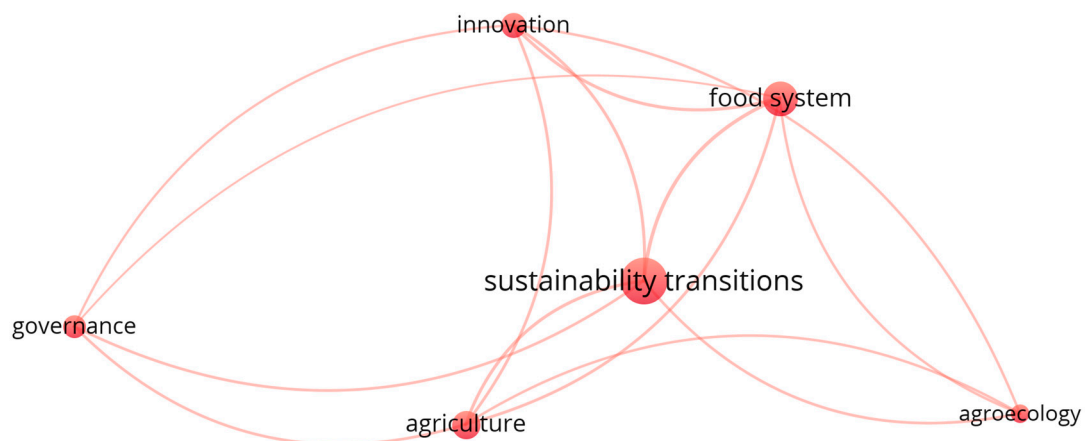 innovation
food system
sustainability transitions
governance
agroecology
agriculture